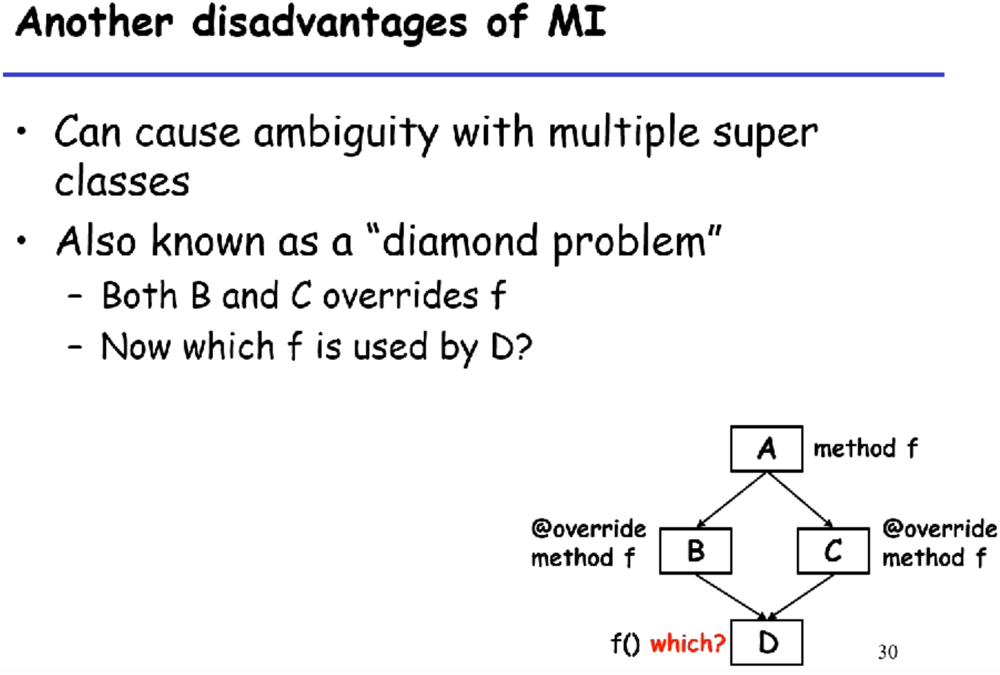 Another disadvantages of MI
• Can cause ambiguity with multiple super
classes
• Also known as a “diamond problem”
– Both B and C overrides f
– Now which f is used by D?
A method f
@override
method f
B
C
@override
method f
f() which? D
30